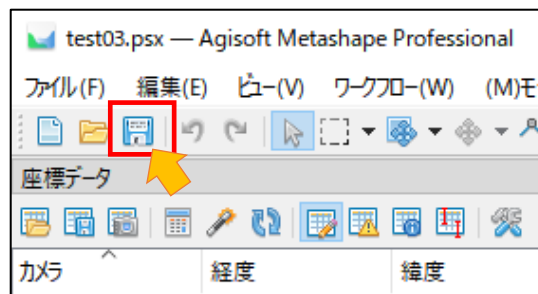 test03.psx — Agisoft Metashape Professional
ファイル(F) 編集(E) ビュー(V) ワークフロー(W) (M)モ
座標データ
カメラ 経度 緯度